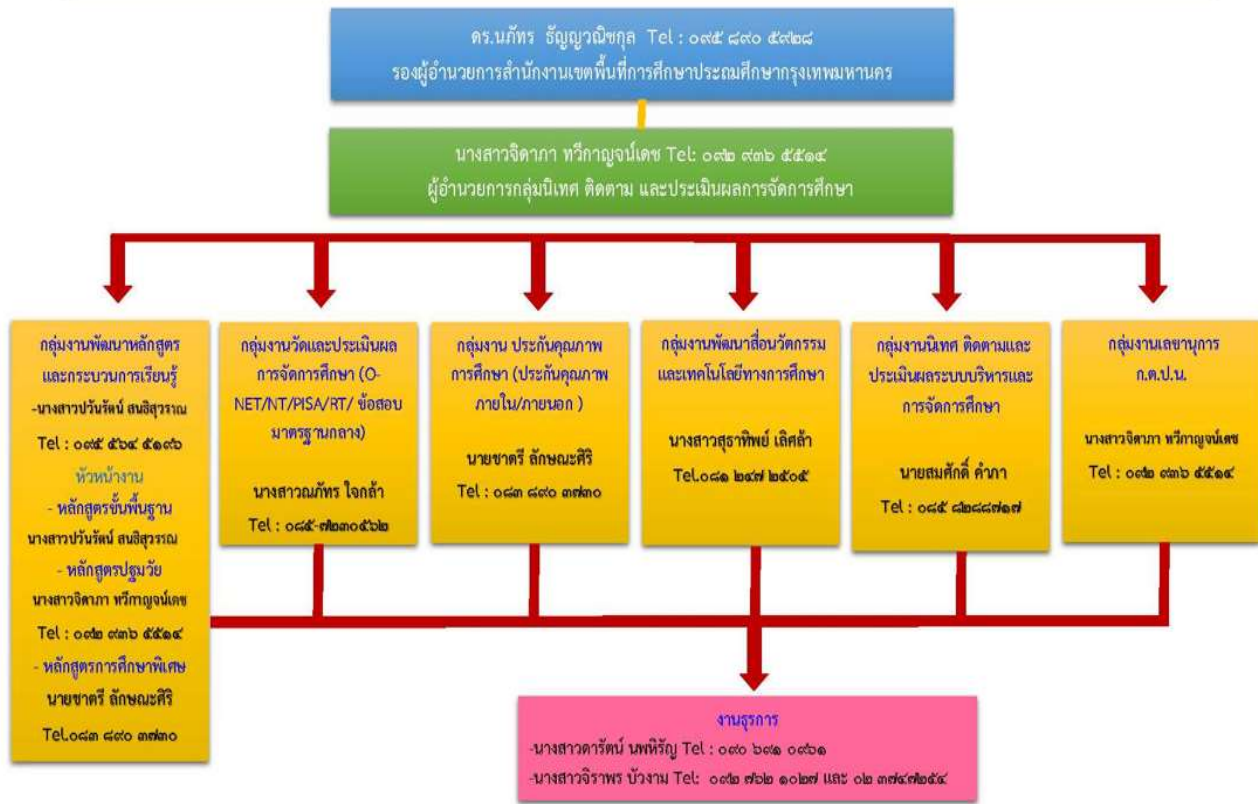 ดร.นภัทร ธัญญวณิชกุล Tel : ๐๙๕ ๘๙๐ ๕๙๒๘
รองผู้อำนวยการสำนักงานเขตพื้นที่การศึกษาประถมศึกษากรุงเทพมหานคร
นางสาวจิดาภา ทวีกาญจน์เดช Tel: ๐๙๒ ๙๓๖ ๕๕๑๔
ผู้อำนวยการกลุ่มนิเทศ ติดตาม และประเมินผลการจัดการศึกษา
กลุ่มงานพัฒนาหลักสูตร
และกระบวนการเรียนรู้
-นางสาวปวันรัตน์ สนธิสุวรรณ
Tel : ๐๙๕ ๕๖๔ ๕๑๙๖
หัวหน้างาน
- หลักสูตรขั้นพื้นฐาน
นางสาวปวันรัตน์ สนธิสุวรรณ
- หลักสูตรปฐมวัย
นางสาวจิดาภา ทวีกาญจน์เดช
Tel : ๐๙๒ ๙๓๖ ๕๕๑๔
- หลักสูตรการศึกษาพิเศษ
นายชาตรี ลักษณะศิริ
Tel.๐๘๓ ๘๙๐ ๓๗๓๐
กลุ่มงานวัดและประเมินผล
การจัดการศึกษา (O-
NET/NT/PISA/RT/ ข้อสอบ
มาตรฐานกลาง)
นางสาวณภัทร ใจกล้า
Tel : ๐๘๕-๗๒๓๐๕๖๒
กลุ่มงาน ประกันคุณภาพ
การศึกษา (ประกันคุณภาพ
ภายใน/ภายนอก )
นายชาตรี ลักษณะศิริ
Tel : ๐๘๓ ๘๙๐ ๓๗๓๐
กลุ่มงานพัฒนาสื่อนวัตกรรม
และเทคโนโลยีทางการศึกษา
นางสาวสุธาทิพย์ เลิศล้ำ
Tel.๐๘๑ ๒๔๗ ๒๕๐๕
กลุ่มงานนิเทศ ติดตามและ
ประเมินผลระบบบริหารและ
การจัดการศึกษา
นายสมศักดิ์ คำภา
Tel : ๐๘๕ ๘๒๘๘๗๑๗
กลุ่มงานเลขานุการ
ก.ต.ป.น.
นางสาวจิดาภา ทวีกาญจน์เดช
Tel : ๐๙๒ ๙๓๖ ๕๕๑๔
งานธุรการ
-นางสาวดารัตน์ นพหิรัญ Tel : ๐๙๐ ๖๙๑ ๐๙๖๑
-นางสาวจิราพร บัวงาม Tel: ๐๙๒ ๗๖๒ ๑๐๒๗ และ ๐๒ ๓๗๔๗๒๕๔